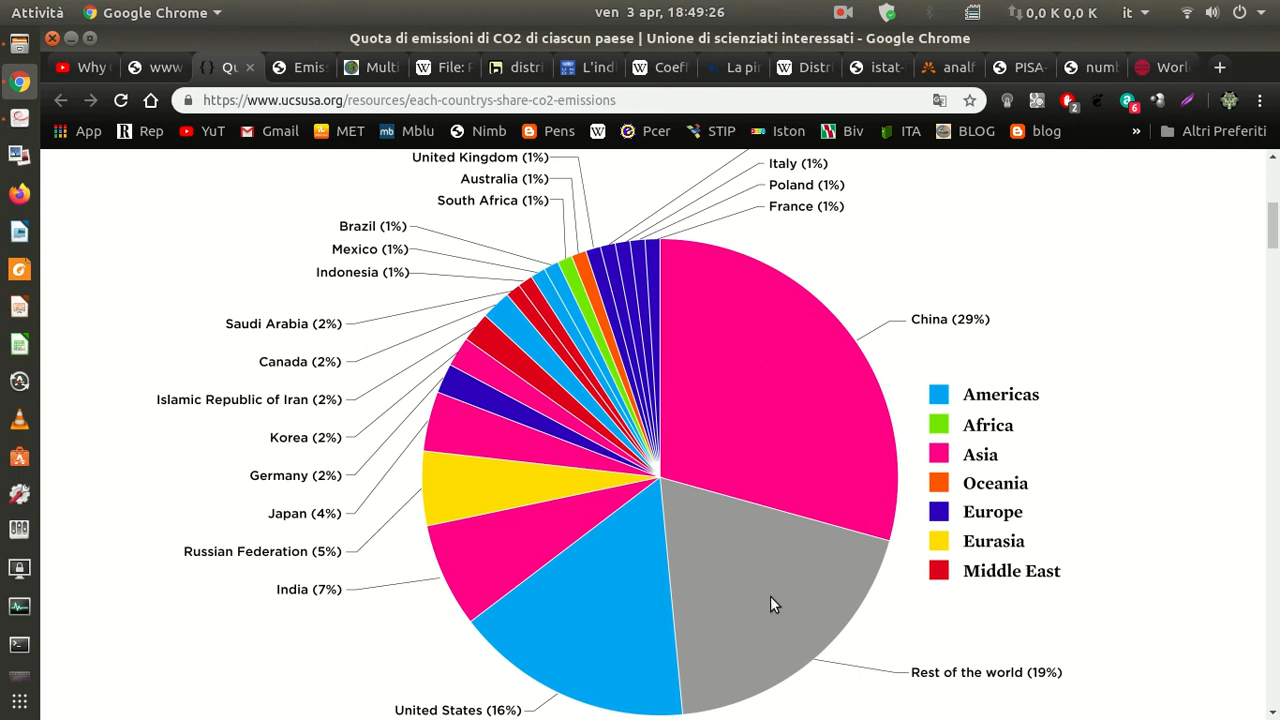 Attività
Google Chrome
ven 3 apr, 18:49:26
0,0 K 0,0 K
it
Quota di emissioni di CO2 di ciascun paese | Unione di scienziati interessati - Google Chrome
Why
www
Qu
Emis
Multi
File: F
distri
L'indi
Coeff
La pir
Distri
istat-
analf
PISA-
numb
Worl
https://www.ucsusa.org/resources/each-countrys-share-co2-emissions
2
6
App
Rep
YuT
Gmail
MET
Mblu
Nimb
Pens
Pcer
STIP
Iston
Biv
ITA
BLOG
blog
»
Altri Preferiti
United Kingdom (1%)
Italy (1%)
Australia (1%)
Poland (1%)
South Africa (1%)
France (1%)
Brazil (1%)
Mexico (1%)
Indonesia (1%)
Saudi Arabia (2%)
China (29%)
Canada (2%)
Islamic Republic of Iran (2%)
Korea (2%)
Germany (2%)
Japan (4%)
Russian Federation (5%)
India (7%)
Americas
Africa
Asia
Oceania
Europe
Eurasia
Middle East
Rest of the world (19%)
United States (16%)